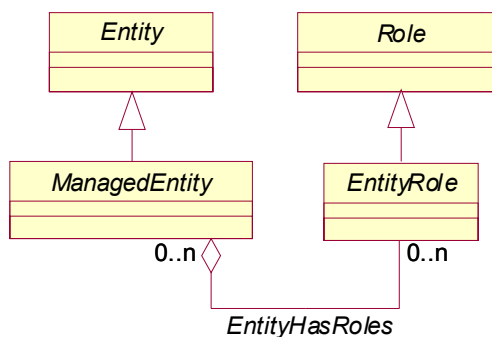 Entity
Role
ManagedEntity
EntityRole
0..n
0..n
EntityHasRoles